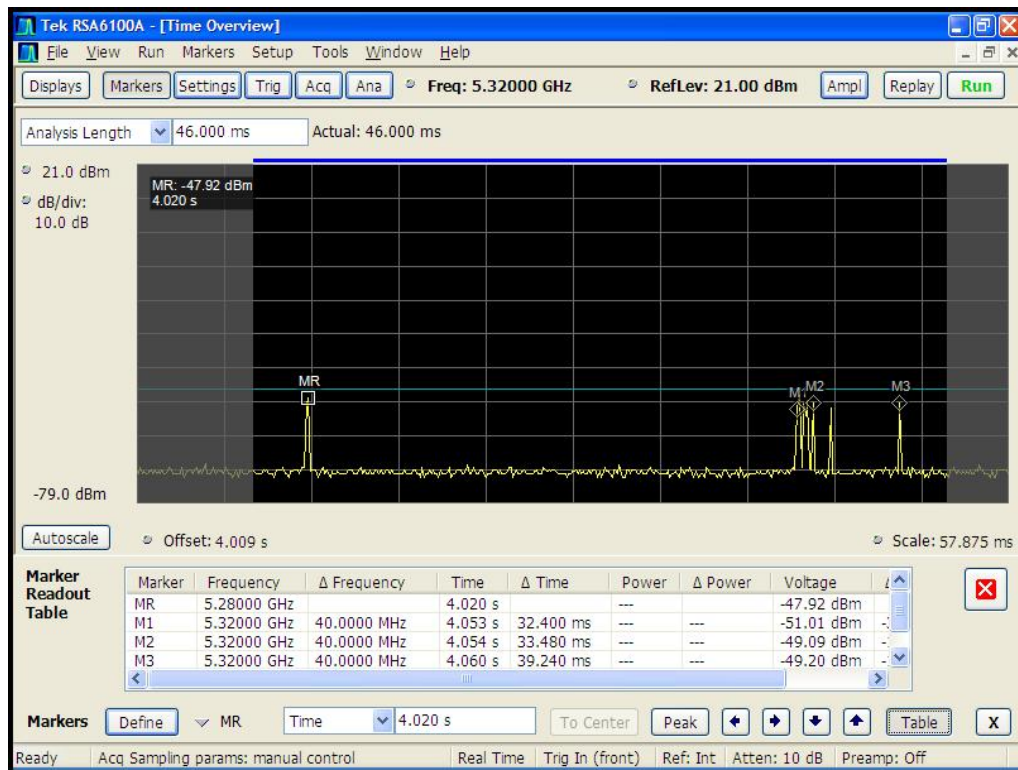 Tek RSA6100A - [Time Overview]
File View Run Markers Setup Tools Window Help
Displays Markers Settings Trig Acq Ana Freq: 5.32000 GHz RefLev: 21.00 dBm Ampl Replay Run
Analysis Length 46.000 ms Actual: 46.000 ms
21.0 dBm
dB/div:
10.0 dB
MR: -47.92 dBm
4.020 s
MR
M1 M2 M3
-79.0 dBm
Autoscale Offset: 4.009 s Scale: 57.875 ms
Marker Readout Table
Marker Frequency Δ Frequency Time Δ Time Power Δ Power Voltage
MR 5.28000 GHz 4.020 s --- -47.92 dBm
M1 5.32000 GHz 40.0000 MHz 4.053 s 32.400 ms --- --- -51.01 dBm
M2 5.32000 GHz 40.0000 MHz 4.054 s 33.480 ms --- --- -49.09 dBm
M3 5.32000 GHz 40.0000 MHz 4.060 s 39.240 ms --- --- -49.20 dBm
Markers Define MR Time 4.020 s To Center Peak Table X
Ready Acq Sampling params: manual control Real Time Trig In (front) Ref: Int Atten: 10 dB Preamp: Off